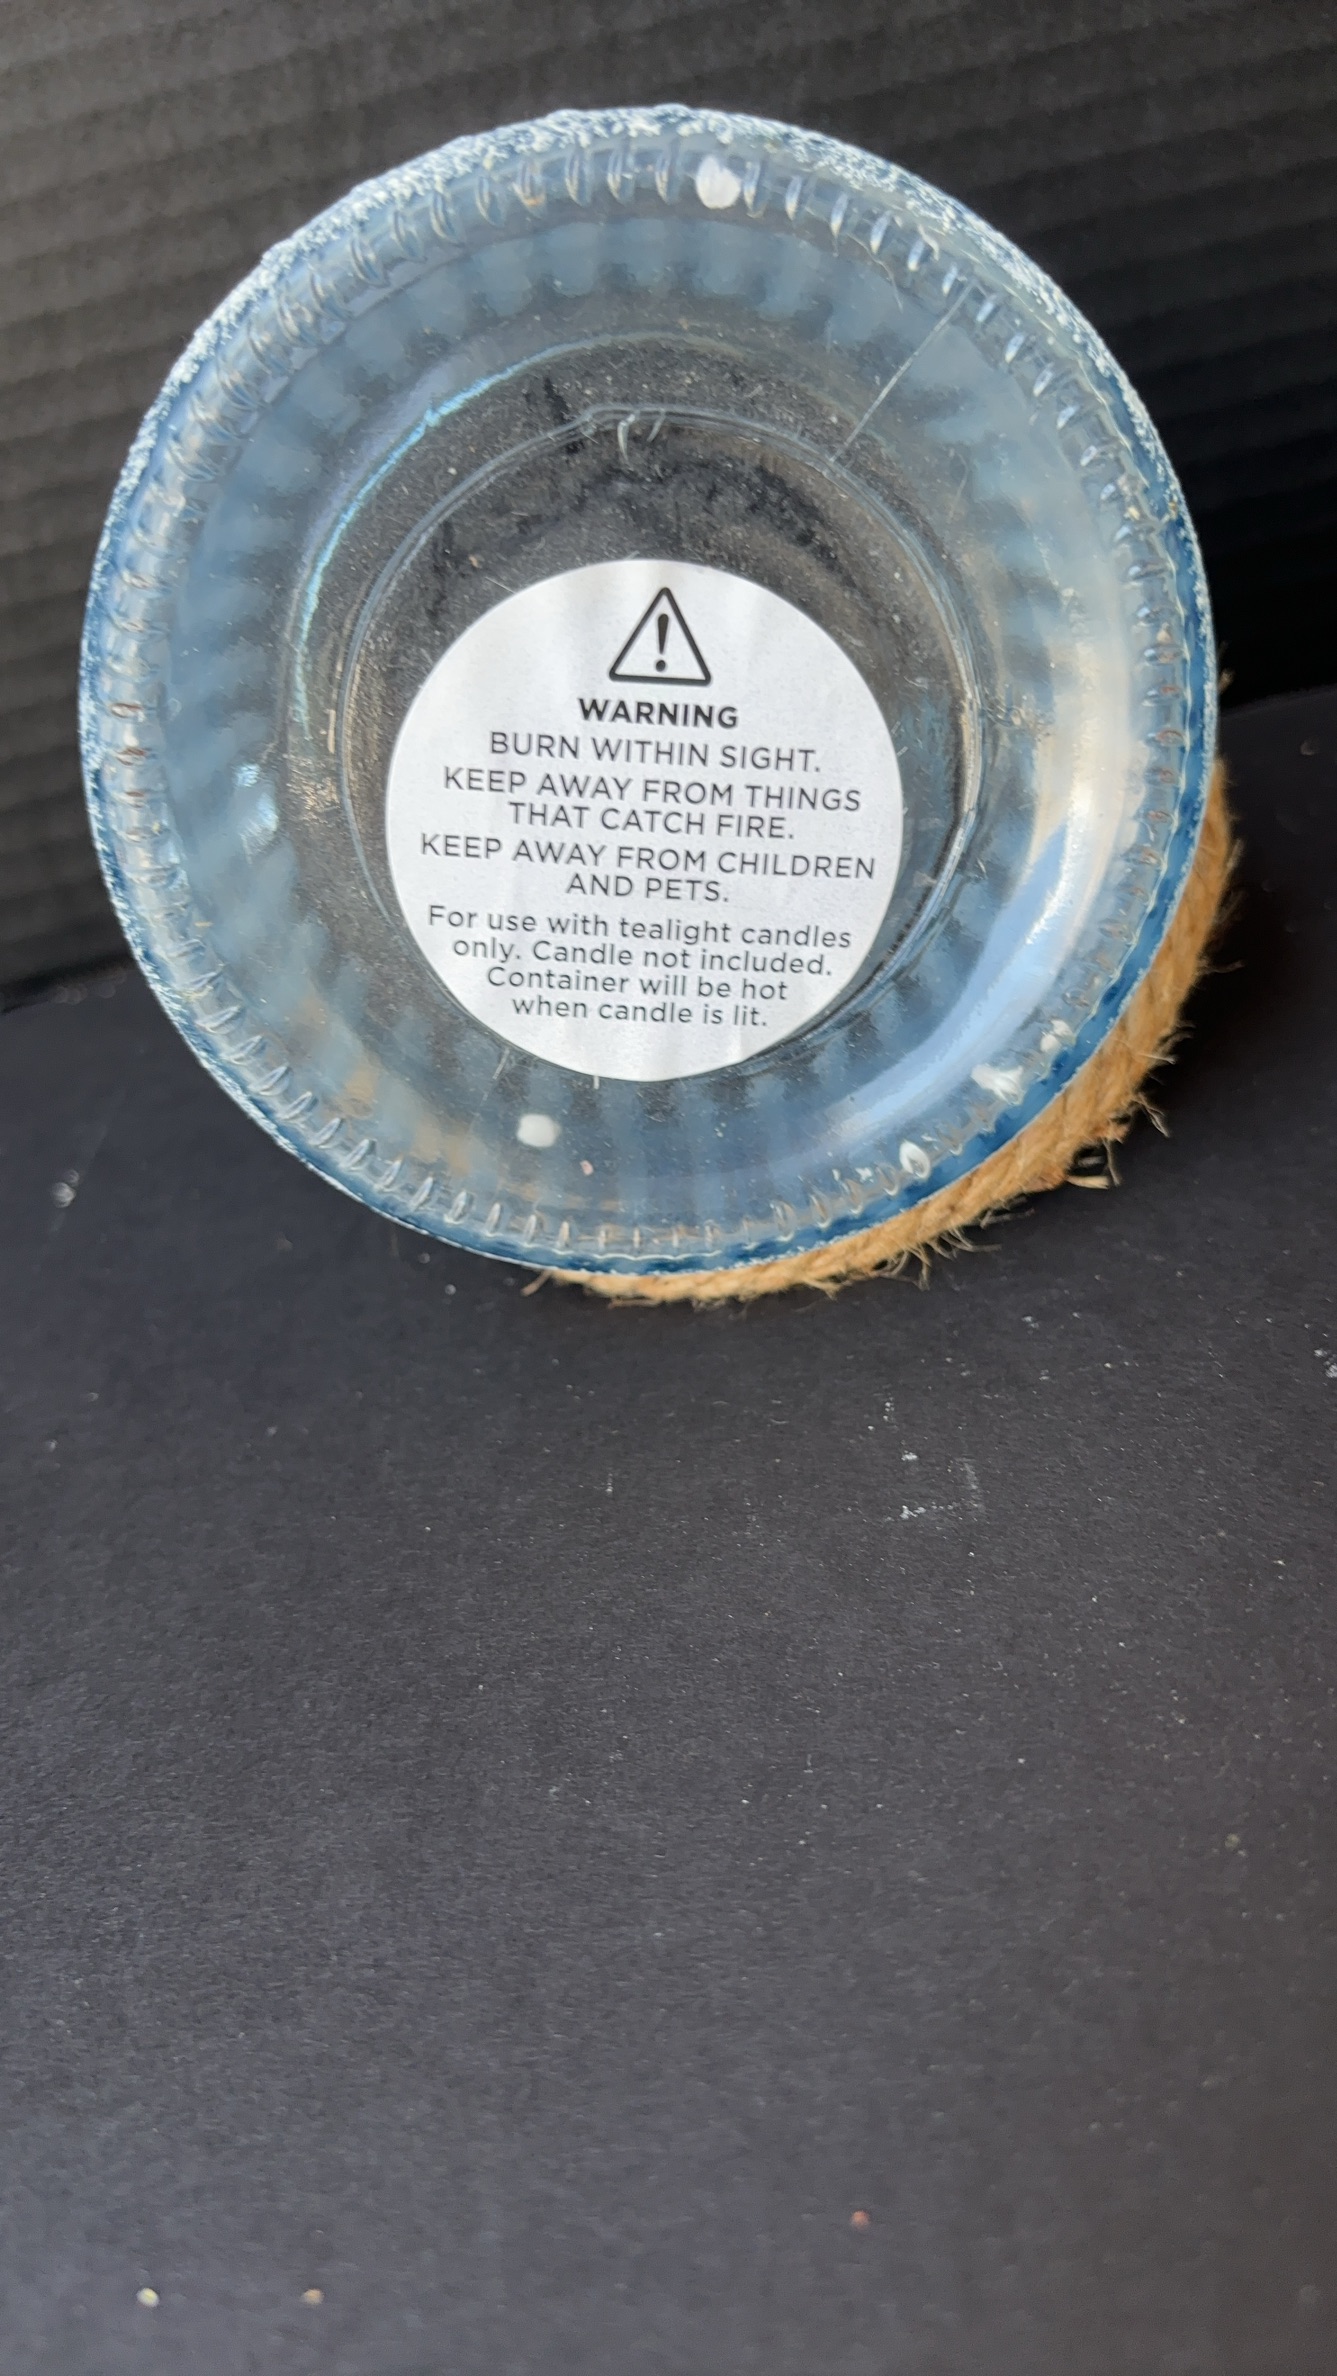 WARNING
BURN WITHIN SIGHT.
KEEP AWAY FROM THINGS
THAT CATCH FIRE.
KEEP AWAY FROM CHILDREN
AND PETS.
For use with tealight candles
only. Candle not included.
Container will be hot
when candle is lit.